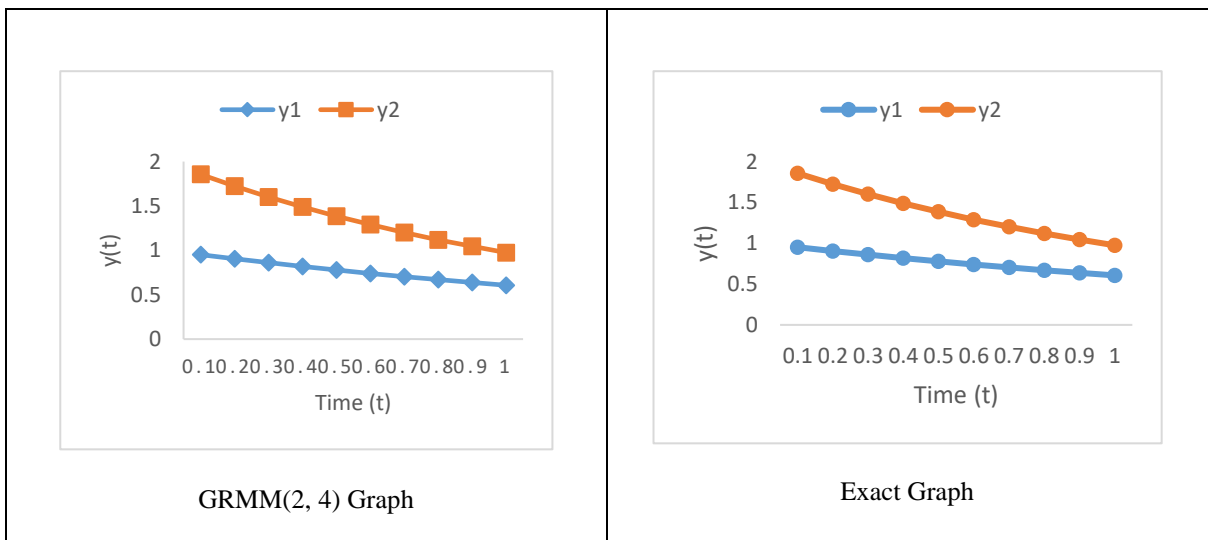 y1 y2
2
1.5
1
0.5
0
y(t)
0.10.20.30.40.50.60.70.80.9 1
Time (t)
GRMM(2, 4) Graph
y1 y2
2
1.5
1
0.5
0
y(t)
0.1 0.2 0.3 0.4 0.5 0.6 0.7 0.8 0.9 1
Time (t)
Exact Graph